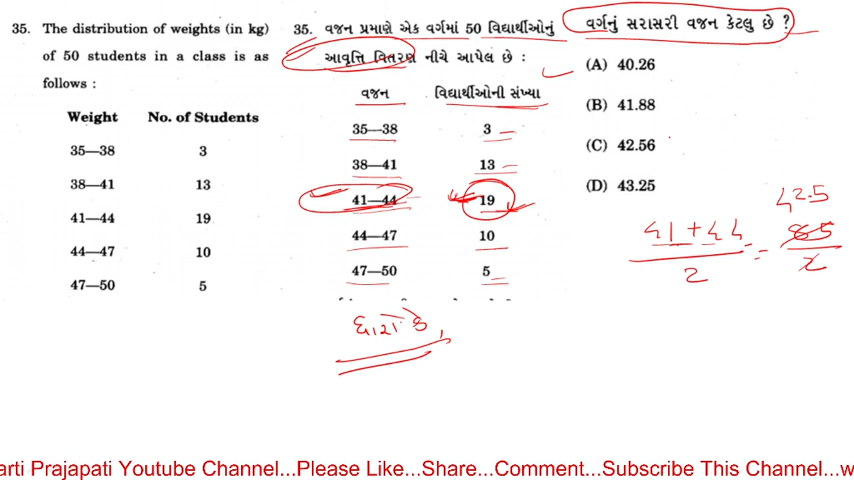 35. The distribution of weights (in kg)
of 50 students in a class is as
follows :
Weight No. of Students
35—38 3
38—41 13
41—44 19
44—47 10
47—50 5
35. વજન પ્રમાણે એક વર્ગમાં 50 વિદ્યાર્થીઓનું
આવૃત્તિ વિતરણ નીચે આપેલ છે :
વજન વિદ્યાર્થીઓની સંખ્યા
35—38 3
38—41 13
41—44 19
44—47 10
47—50 5
ધારો કે,
વર્ગનું સરાસરી વજન કેટલુ છે ?
(A) 40.26
(B) 41.88
(C) 42.56
(D) 43.25
૪2.5
૪1 + ૪૪ = 85
2 2
arti Prajapati Youtube Channel...Please Like...Share...Comment...Subscribe This Channel...w